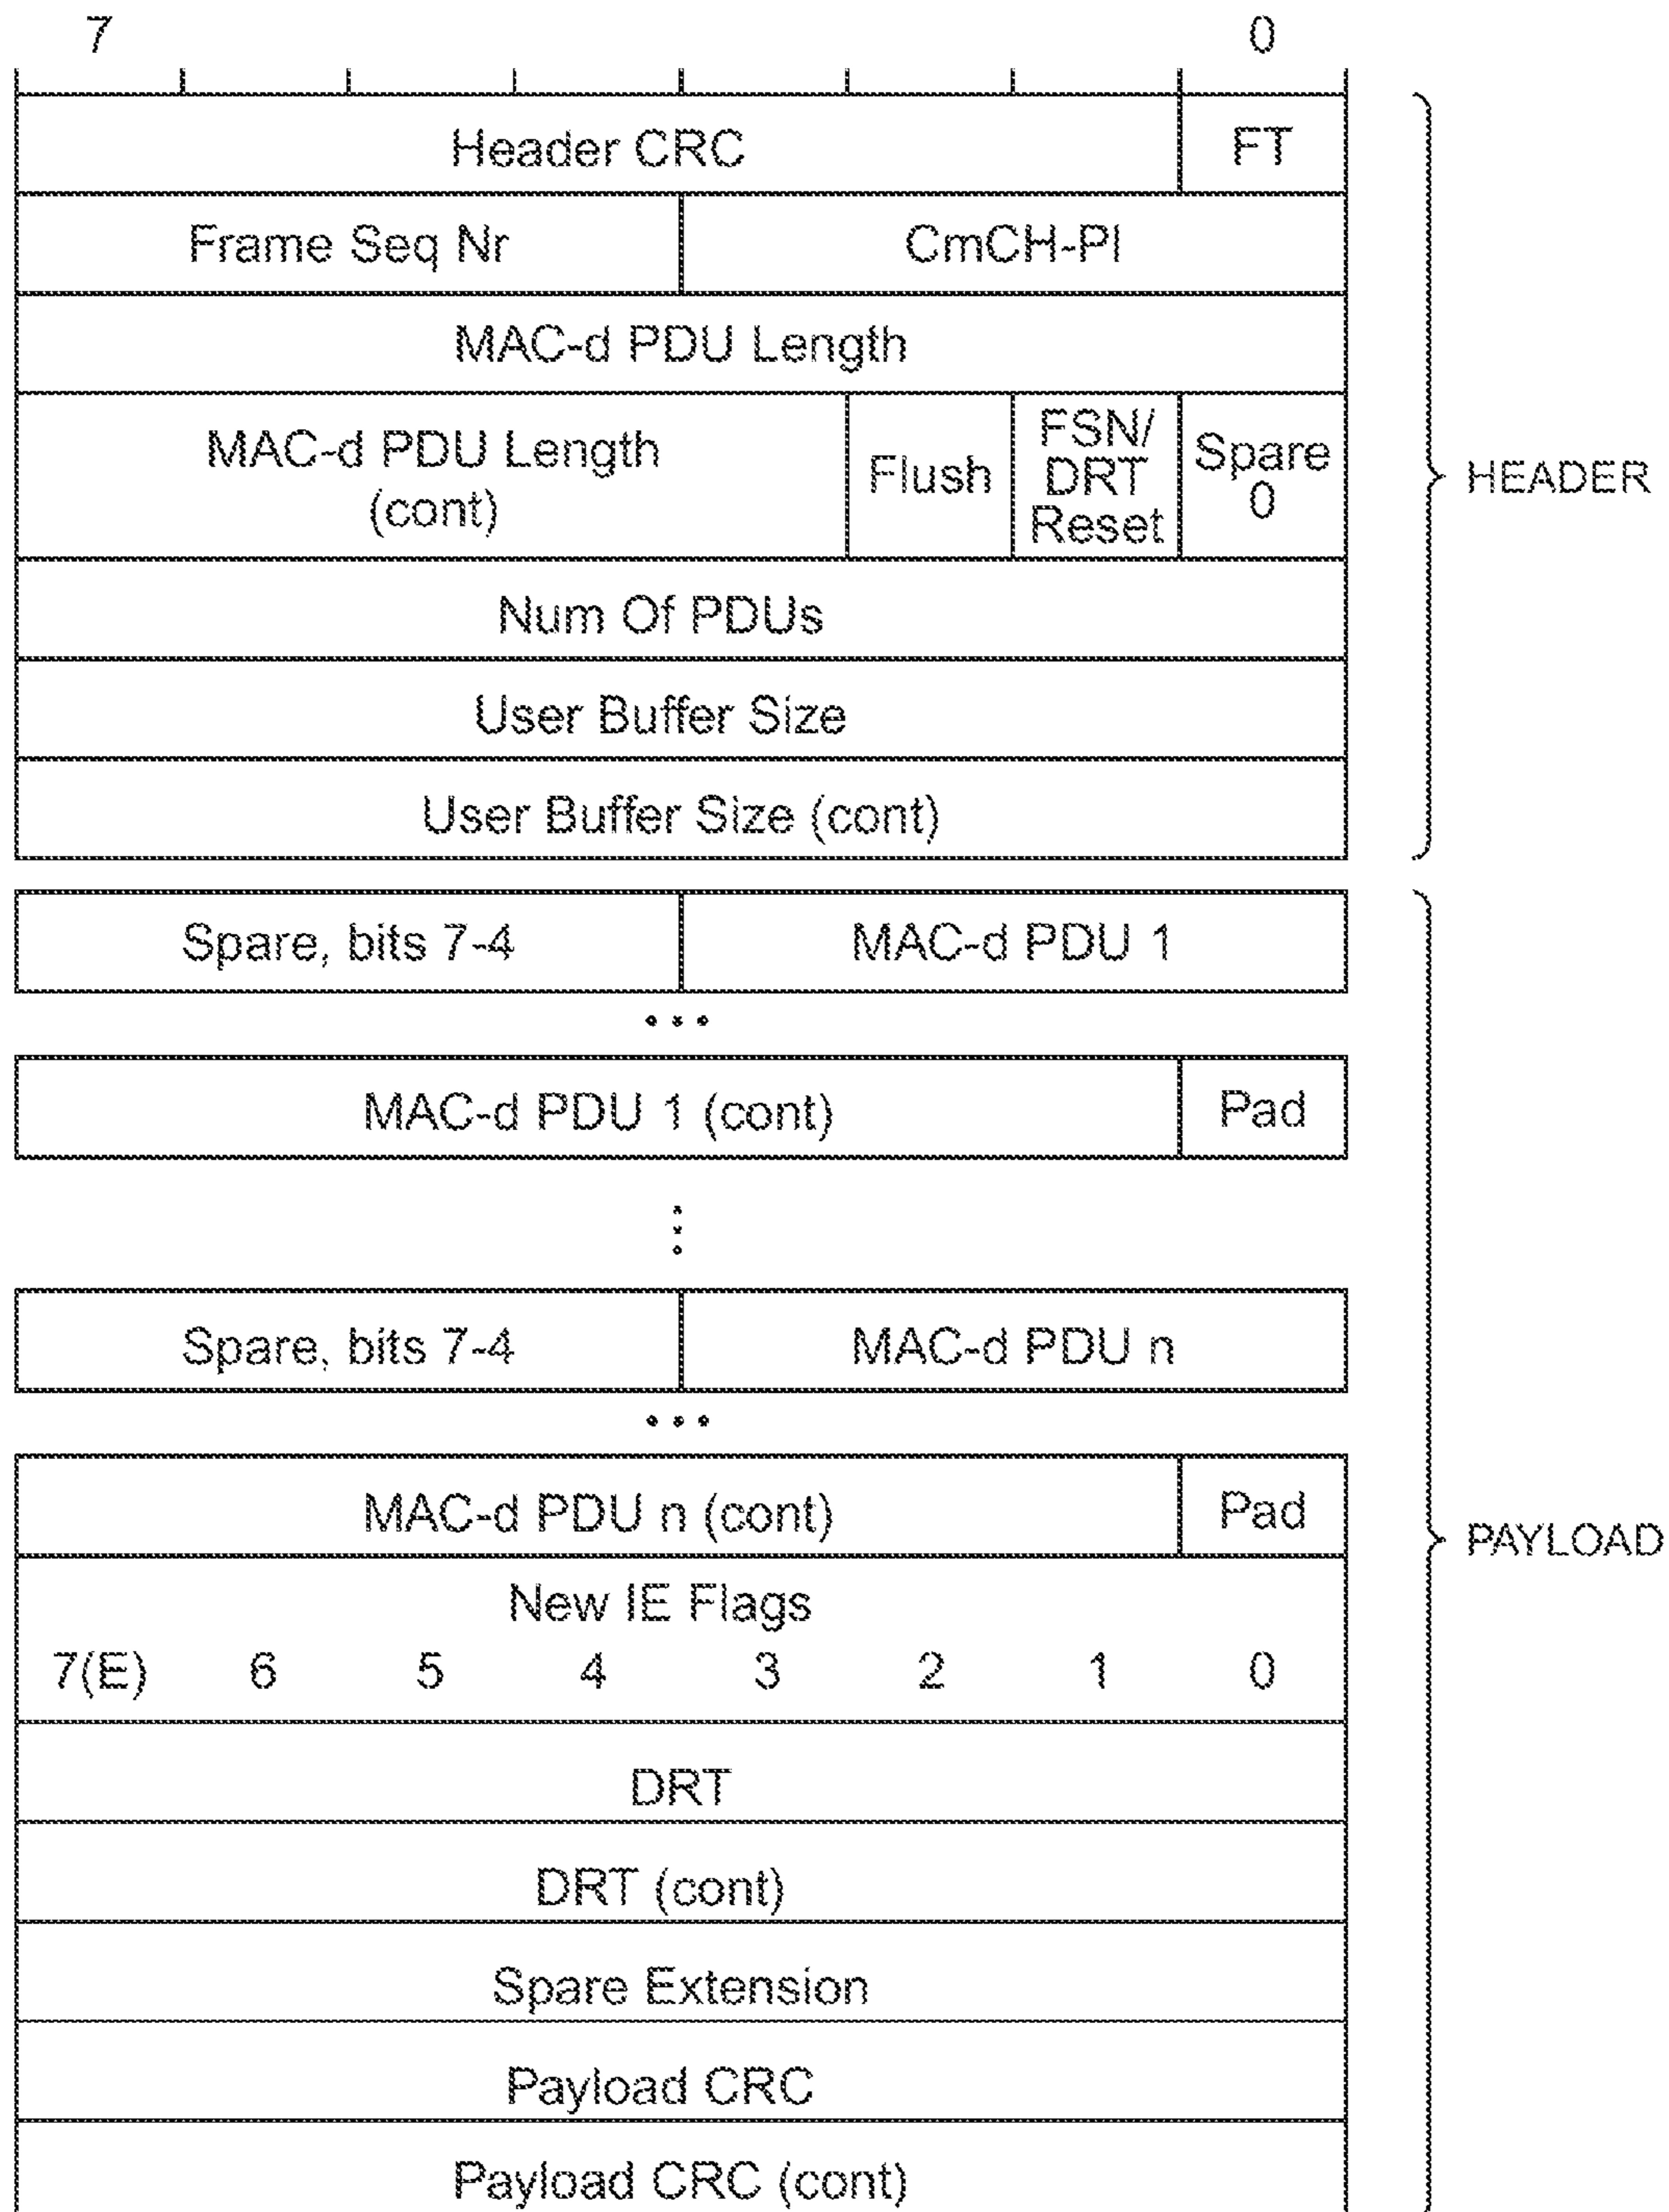 7 0
Header CRC FT
Frame Seq Nr CmCH-PI
MAC-d PDU Length
MAC-d PDU Length
(cont)
Flush
FSN/
DRT
Reset
Spare
0
HEADER
Num Of PDUs
User Buffer Size
User Buffer Size (cont)
Spare, bits 7-4 MAC-d PDU 1
...
MAC-d PDU 1 (cont) Pad
⋮
Spare, bits 7-4 MAC-d PDU n
...
MAC-d PDU n (cont) Pad
PAYLOAD
New IE Flags
7(E) 6 5 4 3 2 1 0
DRT
DRT (cont)
Spare Extension
Payload CRC
Payload CRC (cont)